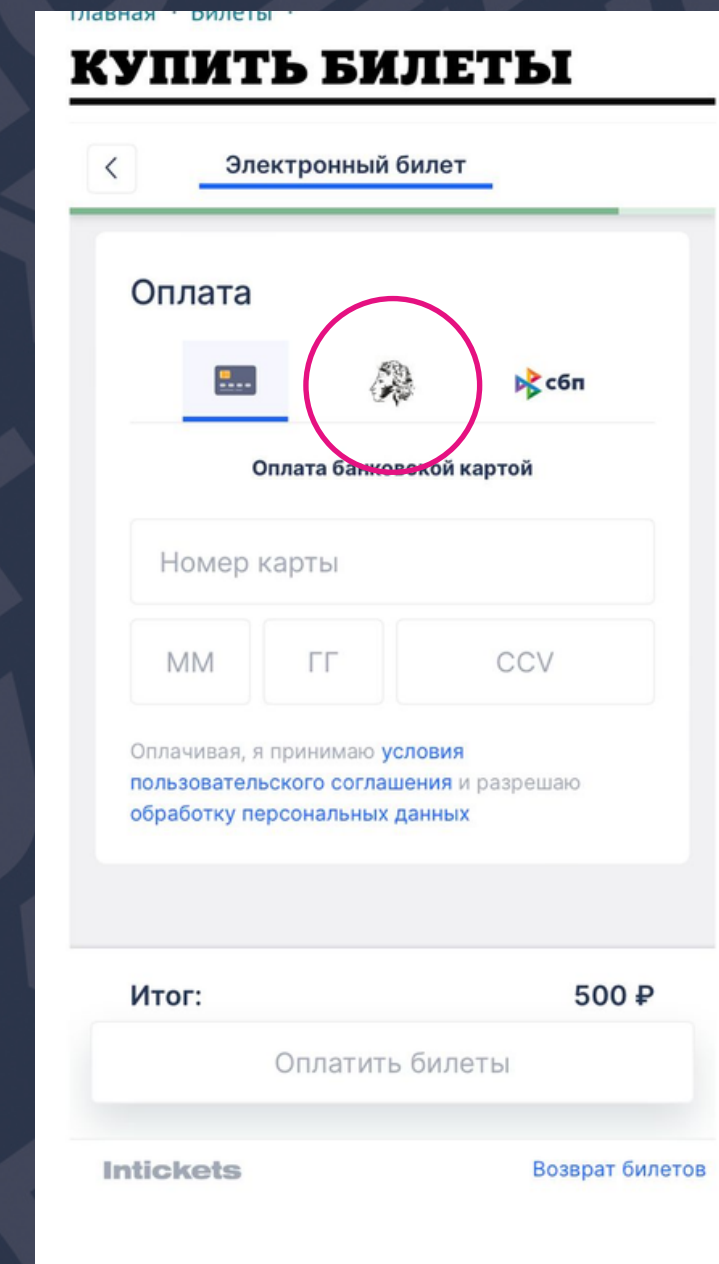 Главная · Билеты ·
КУПИТЬ БИЛЕТЫ
Электронный билет
Оплата
сбп
Оплата банковской картой
Номер карты
ММ ГГ CCV
Оплачивая, я принимаю условия
пользовательского соглашения и разрешаю
обработку персональных данных
Итог: 500 ₽
Оплатить билеты
Intickets Возврат билетов